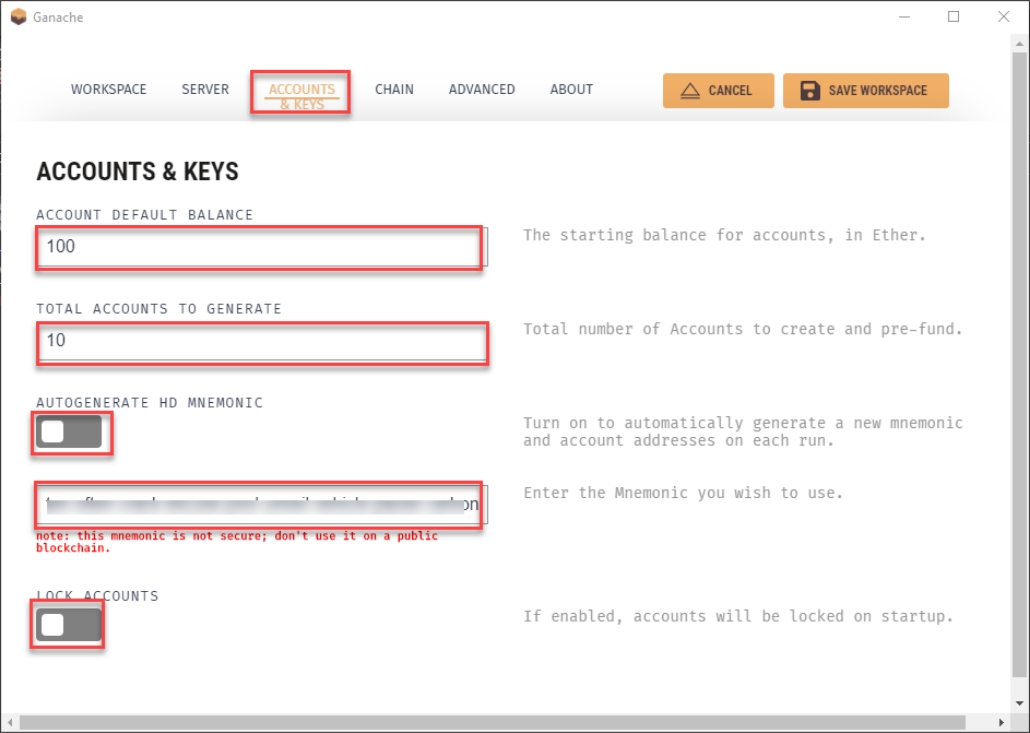 Ganache
WORKSPACE SERVER ACCOUNTS & KEYS CHAIN ADVANCED ABOUT CANCEL SAVE WORKSPACE
ACCOUNTS & KEYS
ACCOUNT DEFAULT BALANCE
100
The starting balance for accounts, in Ether.
TOTAL ACCOUNTS TO GENERATE
10
Total number of Accounts to create and pre-fund.
AUTOGENERATE HD MNEMONIC
Turn on to automatically generate a new mnemonic
and account addresses on each run.
Enter the Mnemonic you wish to use.
note: this mnemonic is not secure; don't use it on a public
blockchain.
LOCK ACCOUNTS
If enabled, accounts will be locked on startup.